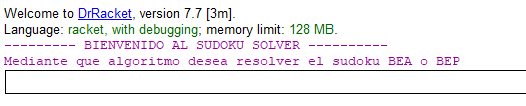 Welcome to DrRacket, version 7.7 [3m].
Language: racket, with debugging; memory limit: 128 MB.
--------- BIENVENIDO AL SUDOKU SOLVER ----------
Mediante que algoritmo desea resolver el sudoku BEA o BEP